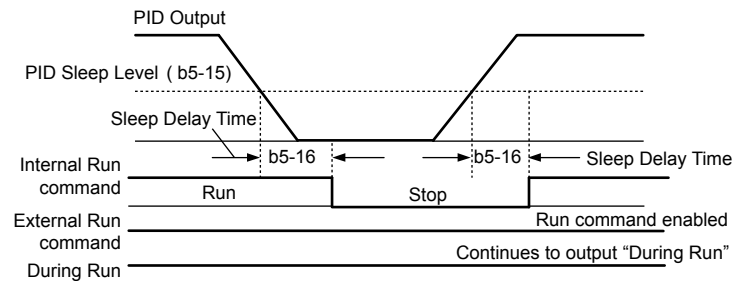 PID Output
PID Sleep Level ( b5-15)
Sleep Delay Time
b5-16
b5-16
Sleep Delay Time
Internal Run
command
Run
Stop
External Run
command
Run command enabled
Continues to output “During Run”
During Run